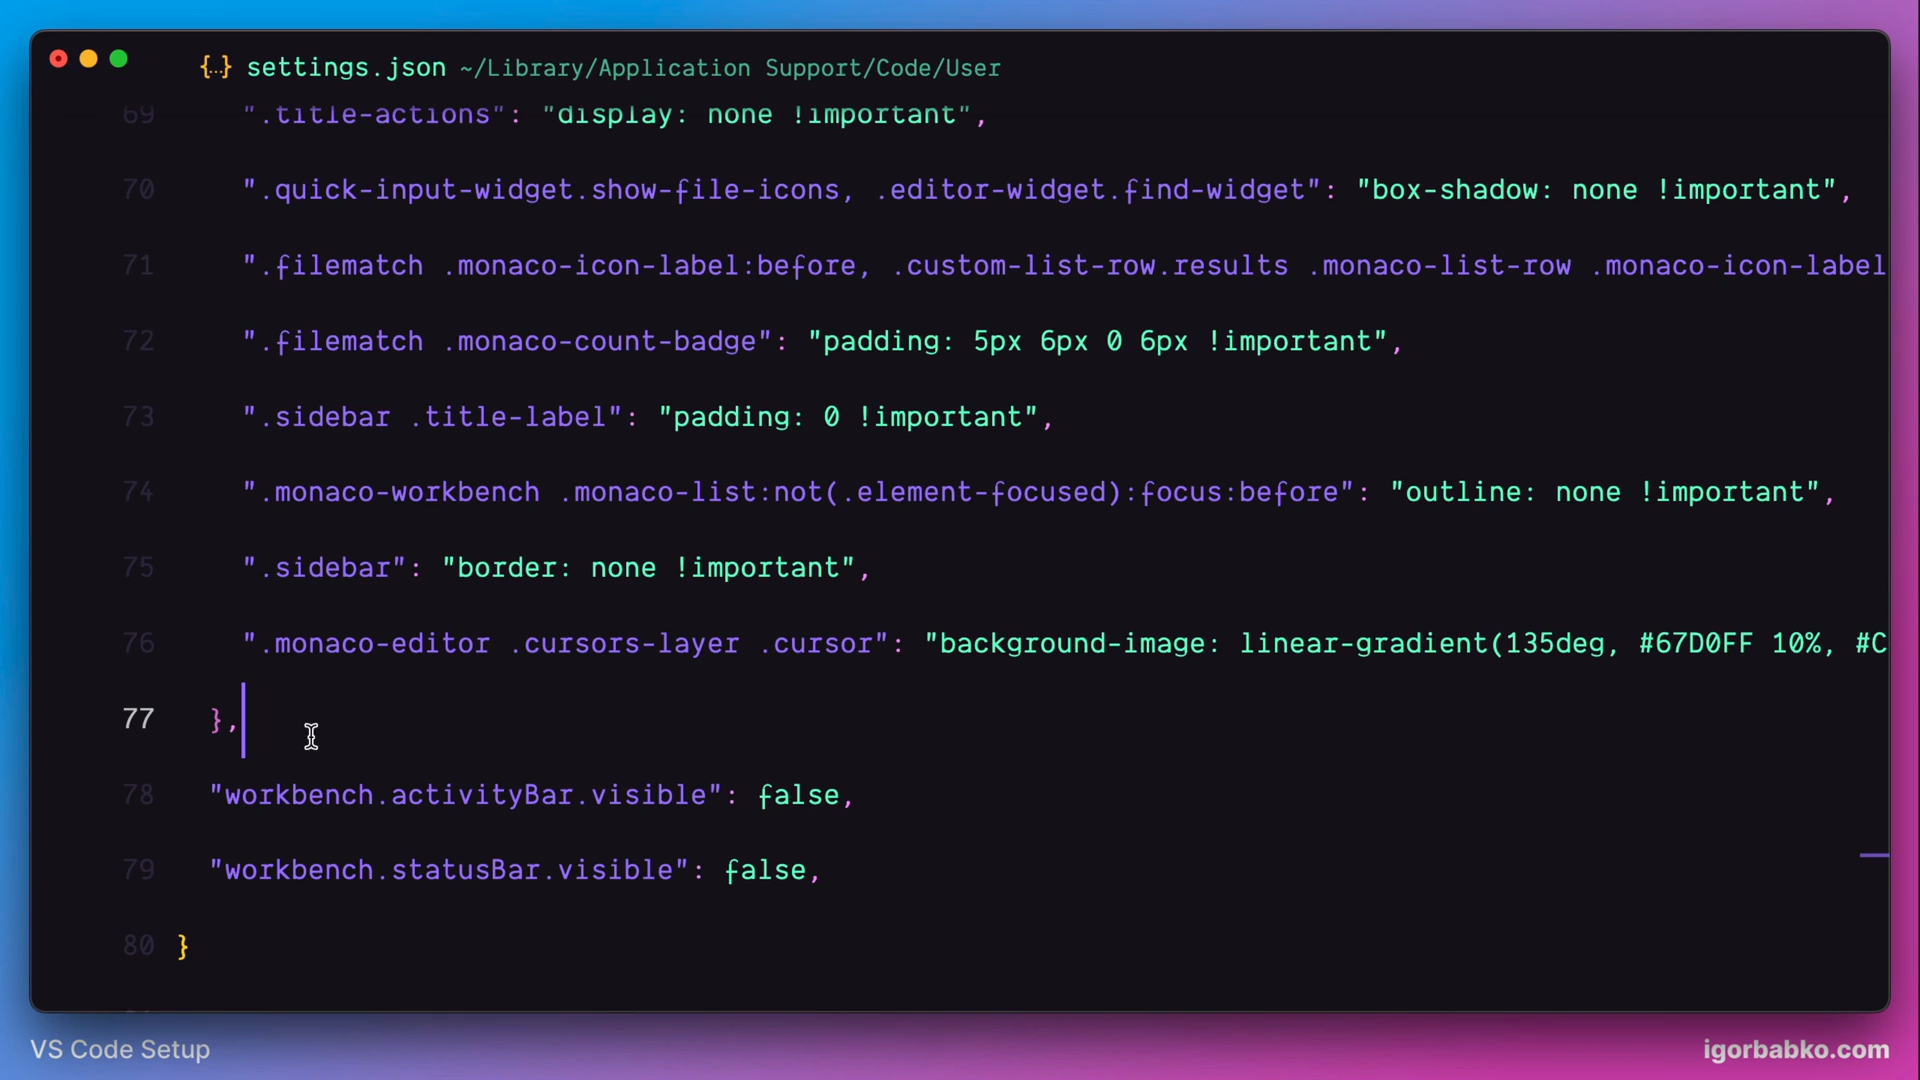 {..} settings.json ~/Library/Application Support/Code/User
69 ".title-actions": "display: none !important",
70 ".quick-input-widget.show-file-icons, .editor-widget.find-widget": "box-shadow: none !important",
71 ".filematch .monaco-icon-label:before, .custom-list-row.results .monaco-list-row .monaco-icon-label
72 ".filematch .monaco-count-badge": "padding: 5px 6px 0 6px !important",
73 ".sidebar .title-label": "padding: 0 !important",
74 ".monaco-workbench .monaco-list:not(.element-focused):focus:before": "outline: none !important",
75 ".sidebar": "border: none !important",
76 ".monaco-editor .cursors-layer .cursor": "background-image: linear-gradient(135deg, #67D0FF 10%, #C
77 },
78 "workbench.activityBar.visible": false,
79 "workbench.statusBar.visible": false,
80 }
VS Code Setup
igorbabko.com